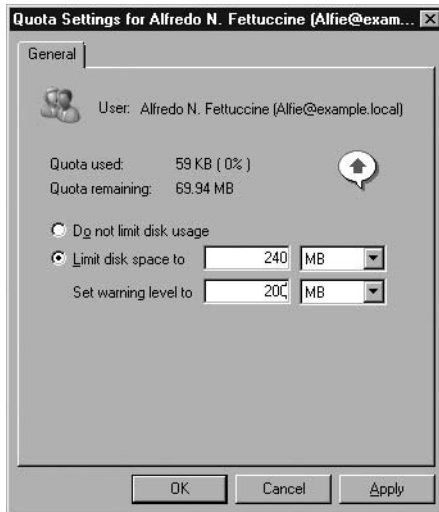 Quota Settings for Alfredo N. Fettuccine (Alfie@exam...
General
User: Alfredo N. Fettuccine (Alfie@example.local)
Quota used: 59 KB ( 0% )
Quota remaining: 69.94 MB
Do not limit disk usage
Limit disk space to 240 MB
Set warning level to 200 MB
OK Cancel Apply